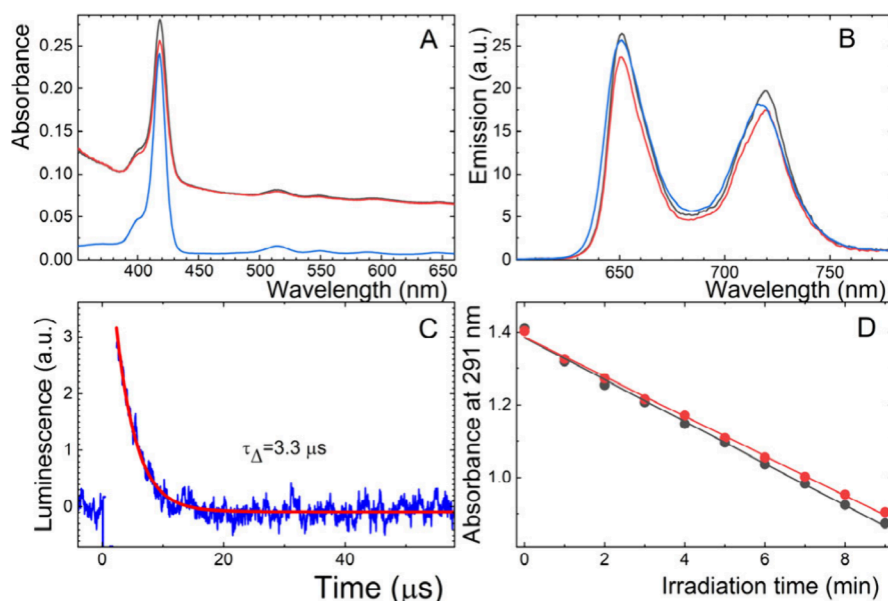 A
Absorbance
0.25
0.20
0.15
0.10
0.05
0.00
400 450 500 550 600 650
Wavelength (nm)
B
Emission (a.u.)
25
20
15
10
5
0
650 700 750
Wavelength (nm)
C
Luminescence (a.u.)
3
2
1
0
τΔ=3.3 μs
0 20 40
Time (μs)
D
Absorbance at 291 nm
1.4
1.2
1.0
0 2 4 6 8
Irradiation time (min)